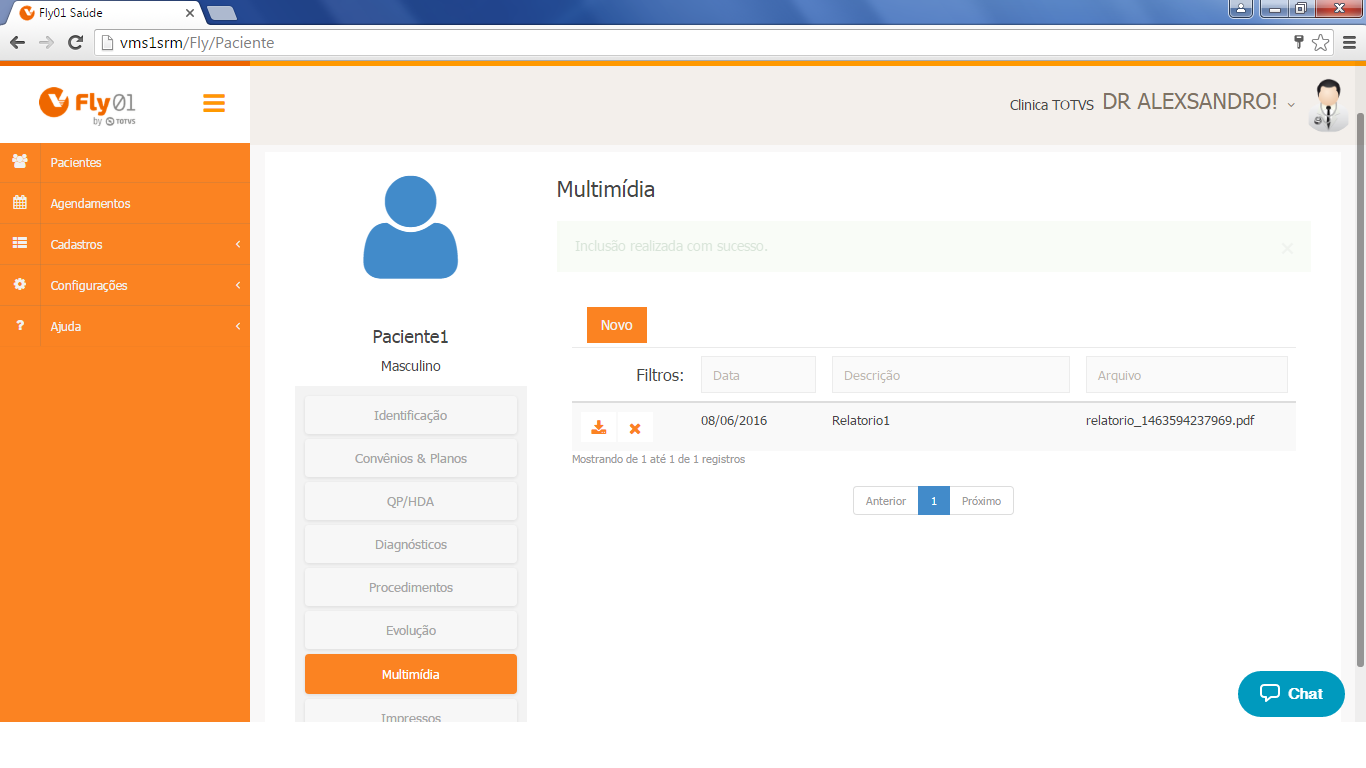 Fly01 Saúde
vms1srm/Fly/Paciente
Fly01
by TOTVS
Clinica TOTVS DR ALEXSANDRO!
Pacientes
Agendamentos
Cadastros
Configurações
Ajuda
Paciente1
Masculino
Identificação
Convênios & Planos
QP/HDA
Diagnósticos
Procedimentos
Evolução
Multimídia
Impressos
Multimídia
Inclusão realizada com sucesso.
Novo
Filtros: Data Descrição Arquivo
08/06/2016 Relatorio1 relatorio_1463594237969.pdf
Mostrando de 1 até 1 de 1 registros
Anterior 1 Próximo
Chat